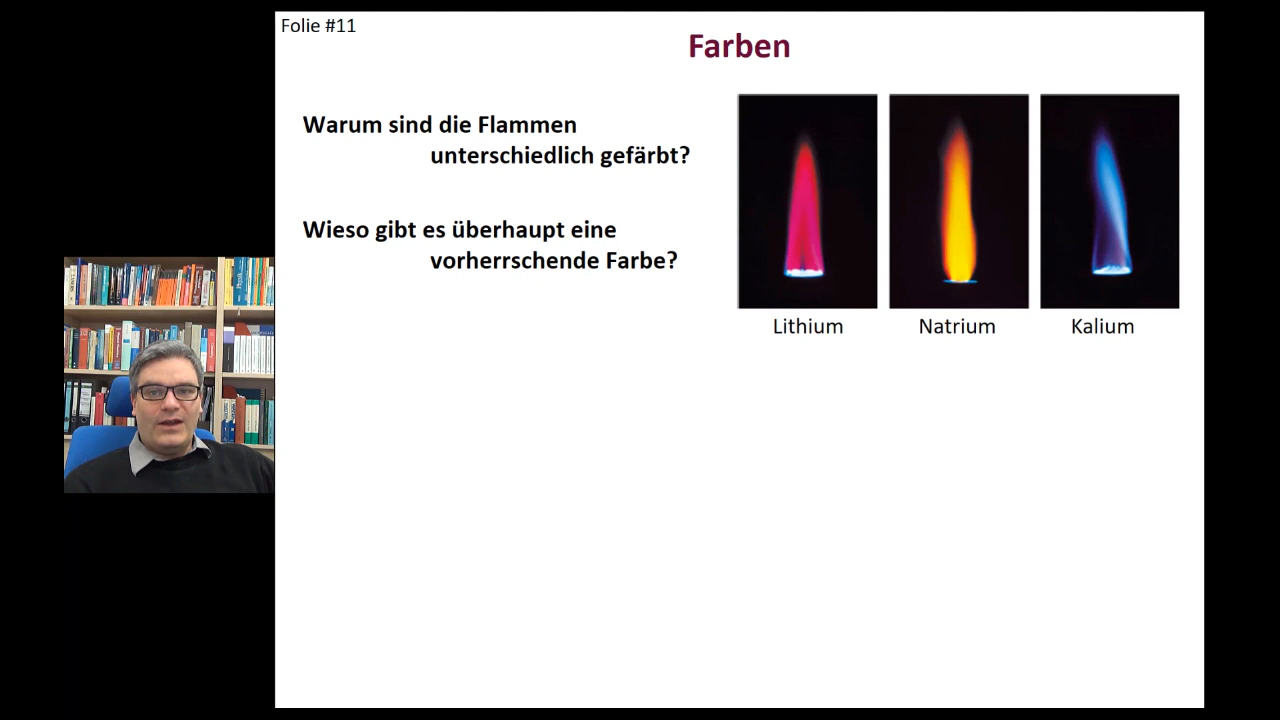 Folie #11
Farben
Warum sind die Flammen
unterschiedlich gefärbt?
Wieso gibt es überhaupt eine
vorherrschende Farbe?
Lithium Natrium Kalium